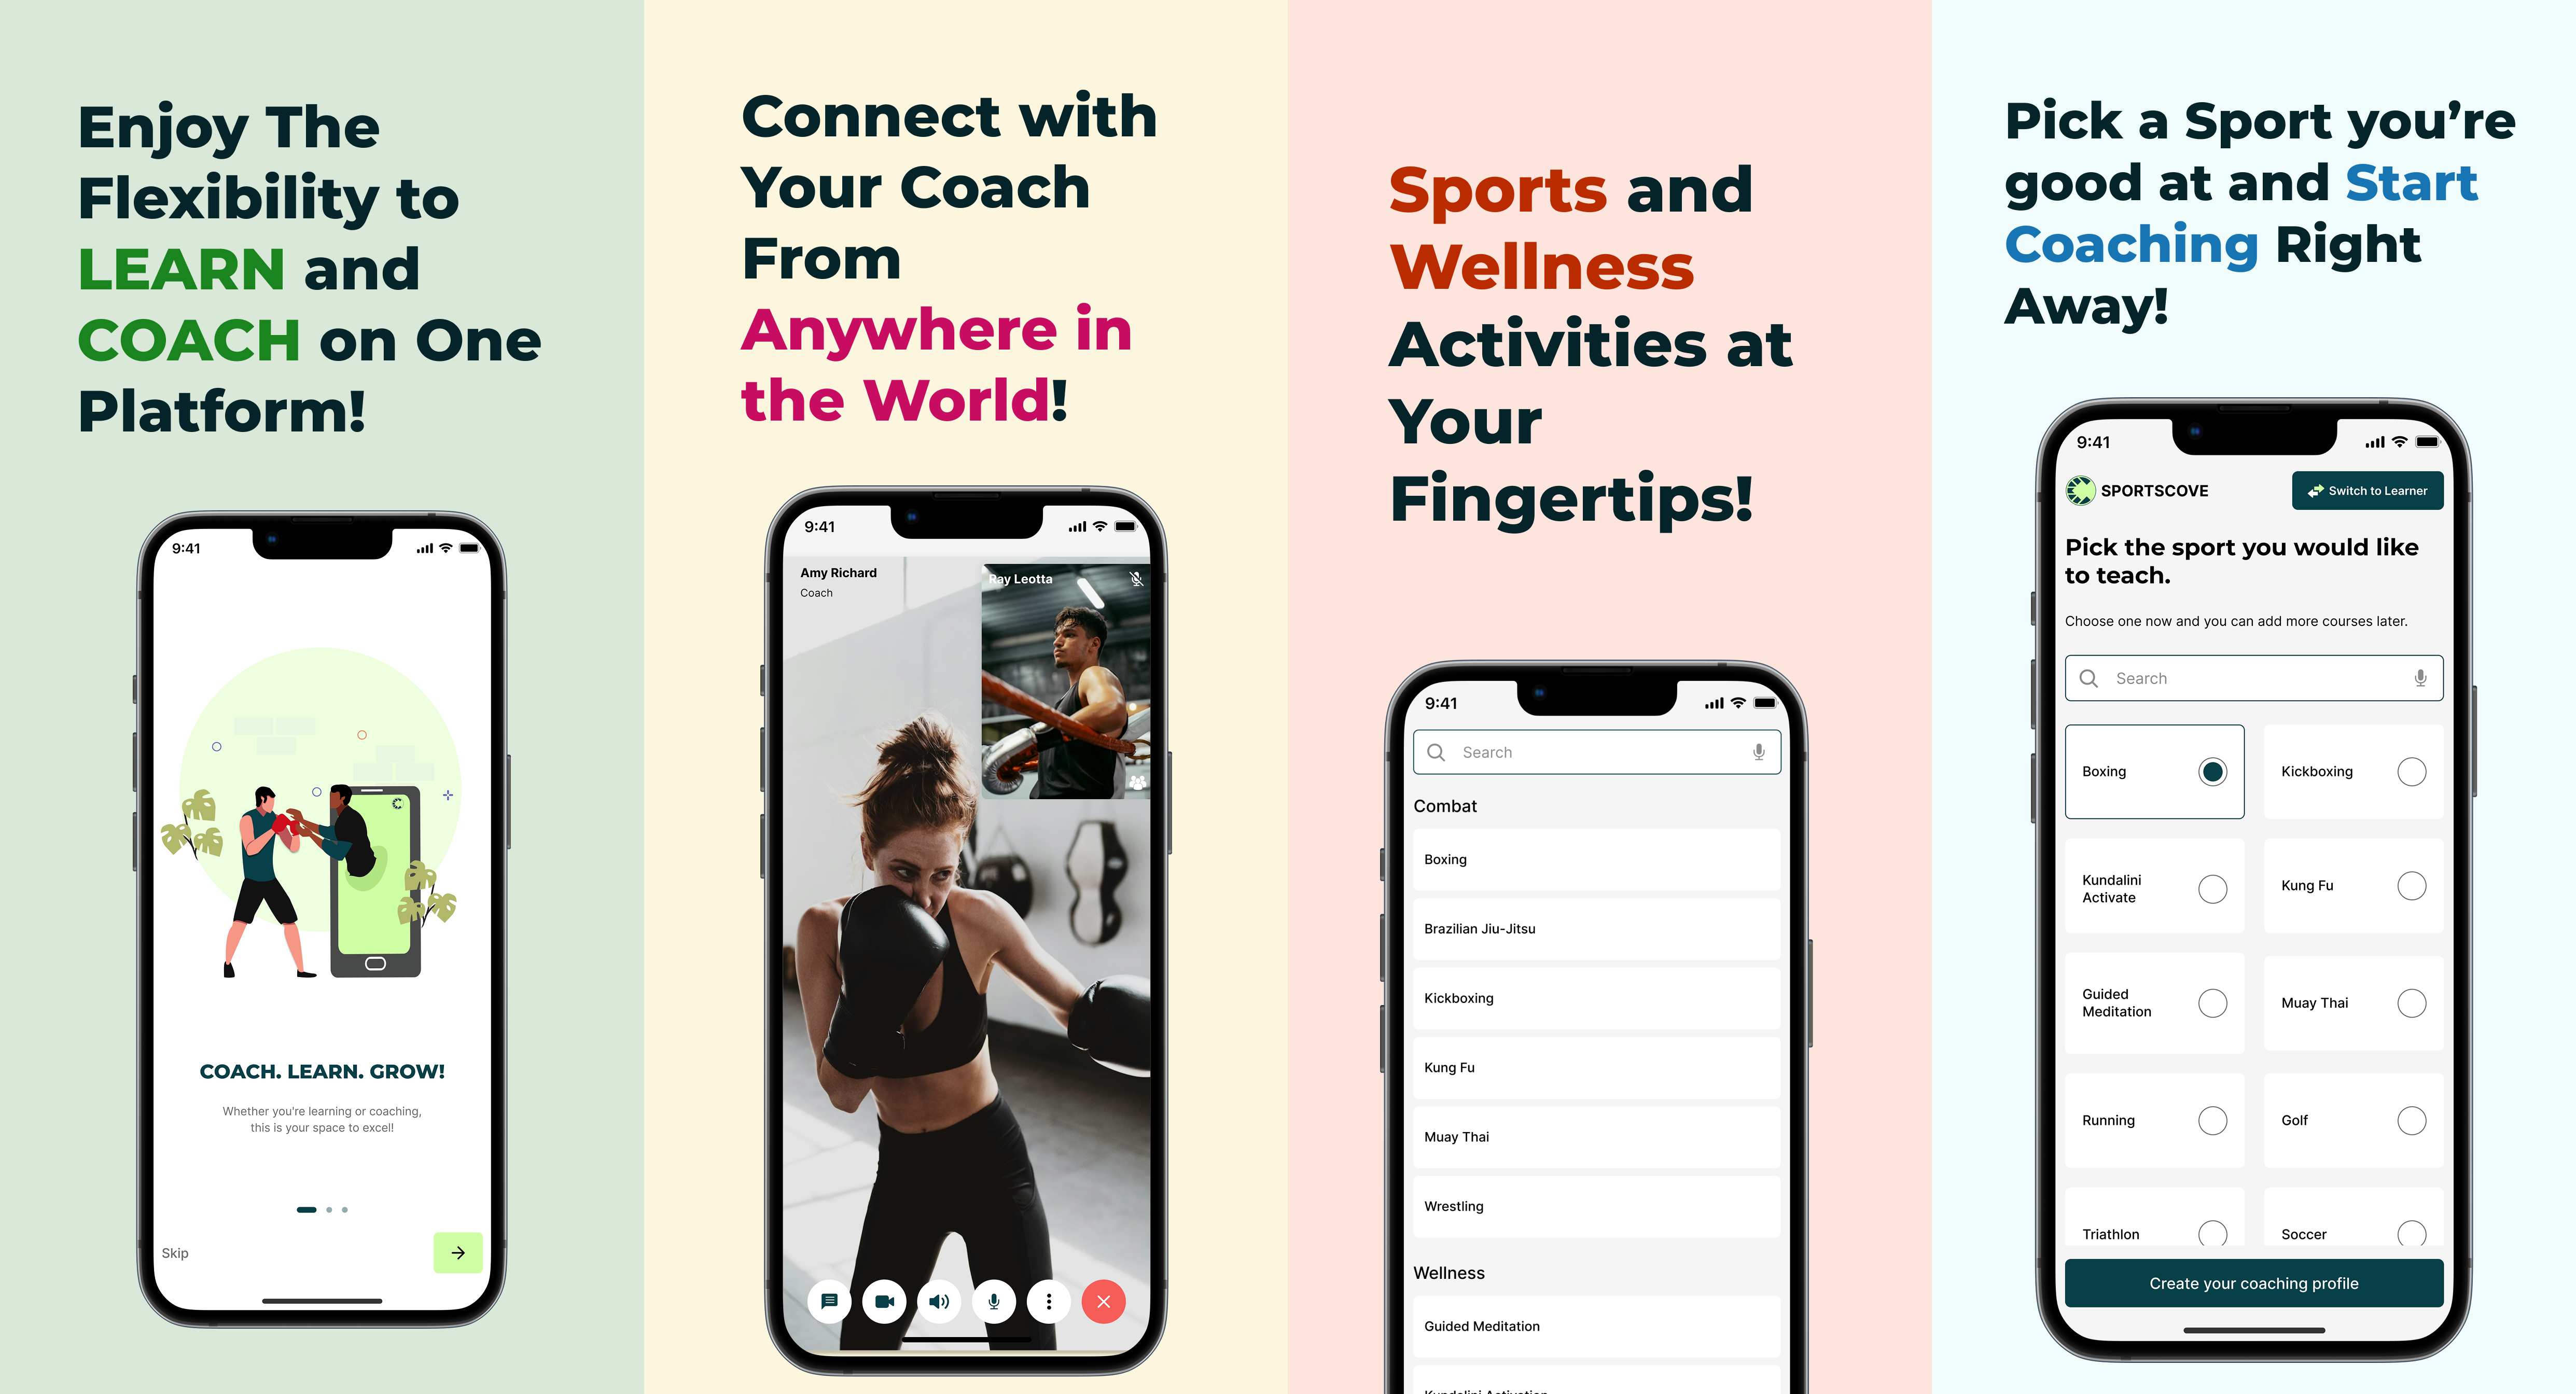 Enjoy The
Flexibility to
LEARN and
COACH on One
Platform!
9:41
COACH. LEARN. GROW!
Whether you're learning or coaching,
this is your space to excel!
Skip
Connect with
Your Coach
From
Anywhere in
the World!
9:41
Amy Richard
Coach
Ray Leotta
Sports and
Wellness
Activities at
Your
Fingertips!
9:41
Search
Combat
Boxing
Brazilian Jiu-Jitsu
Kickboxing
Kung Fu
Muay Thai
Wrestling
Wellness
Guided Meditation
Kundalini Activation
Pick a Sport you’re
good at and Start
Coaching Right
Away!
9:41
SPORTSCOVE
Switch to Learner
Pick the sport you would like
to teach.
Choose one now and you can add more courses later.
Search
Boxing
Kickboxing
Kundalini
Activate
Kung Fu
Guided
Meditation
Muay Thai
Running
Golf
Triathlon
Soccer
Create your coaching profile